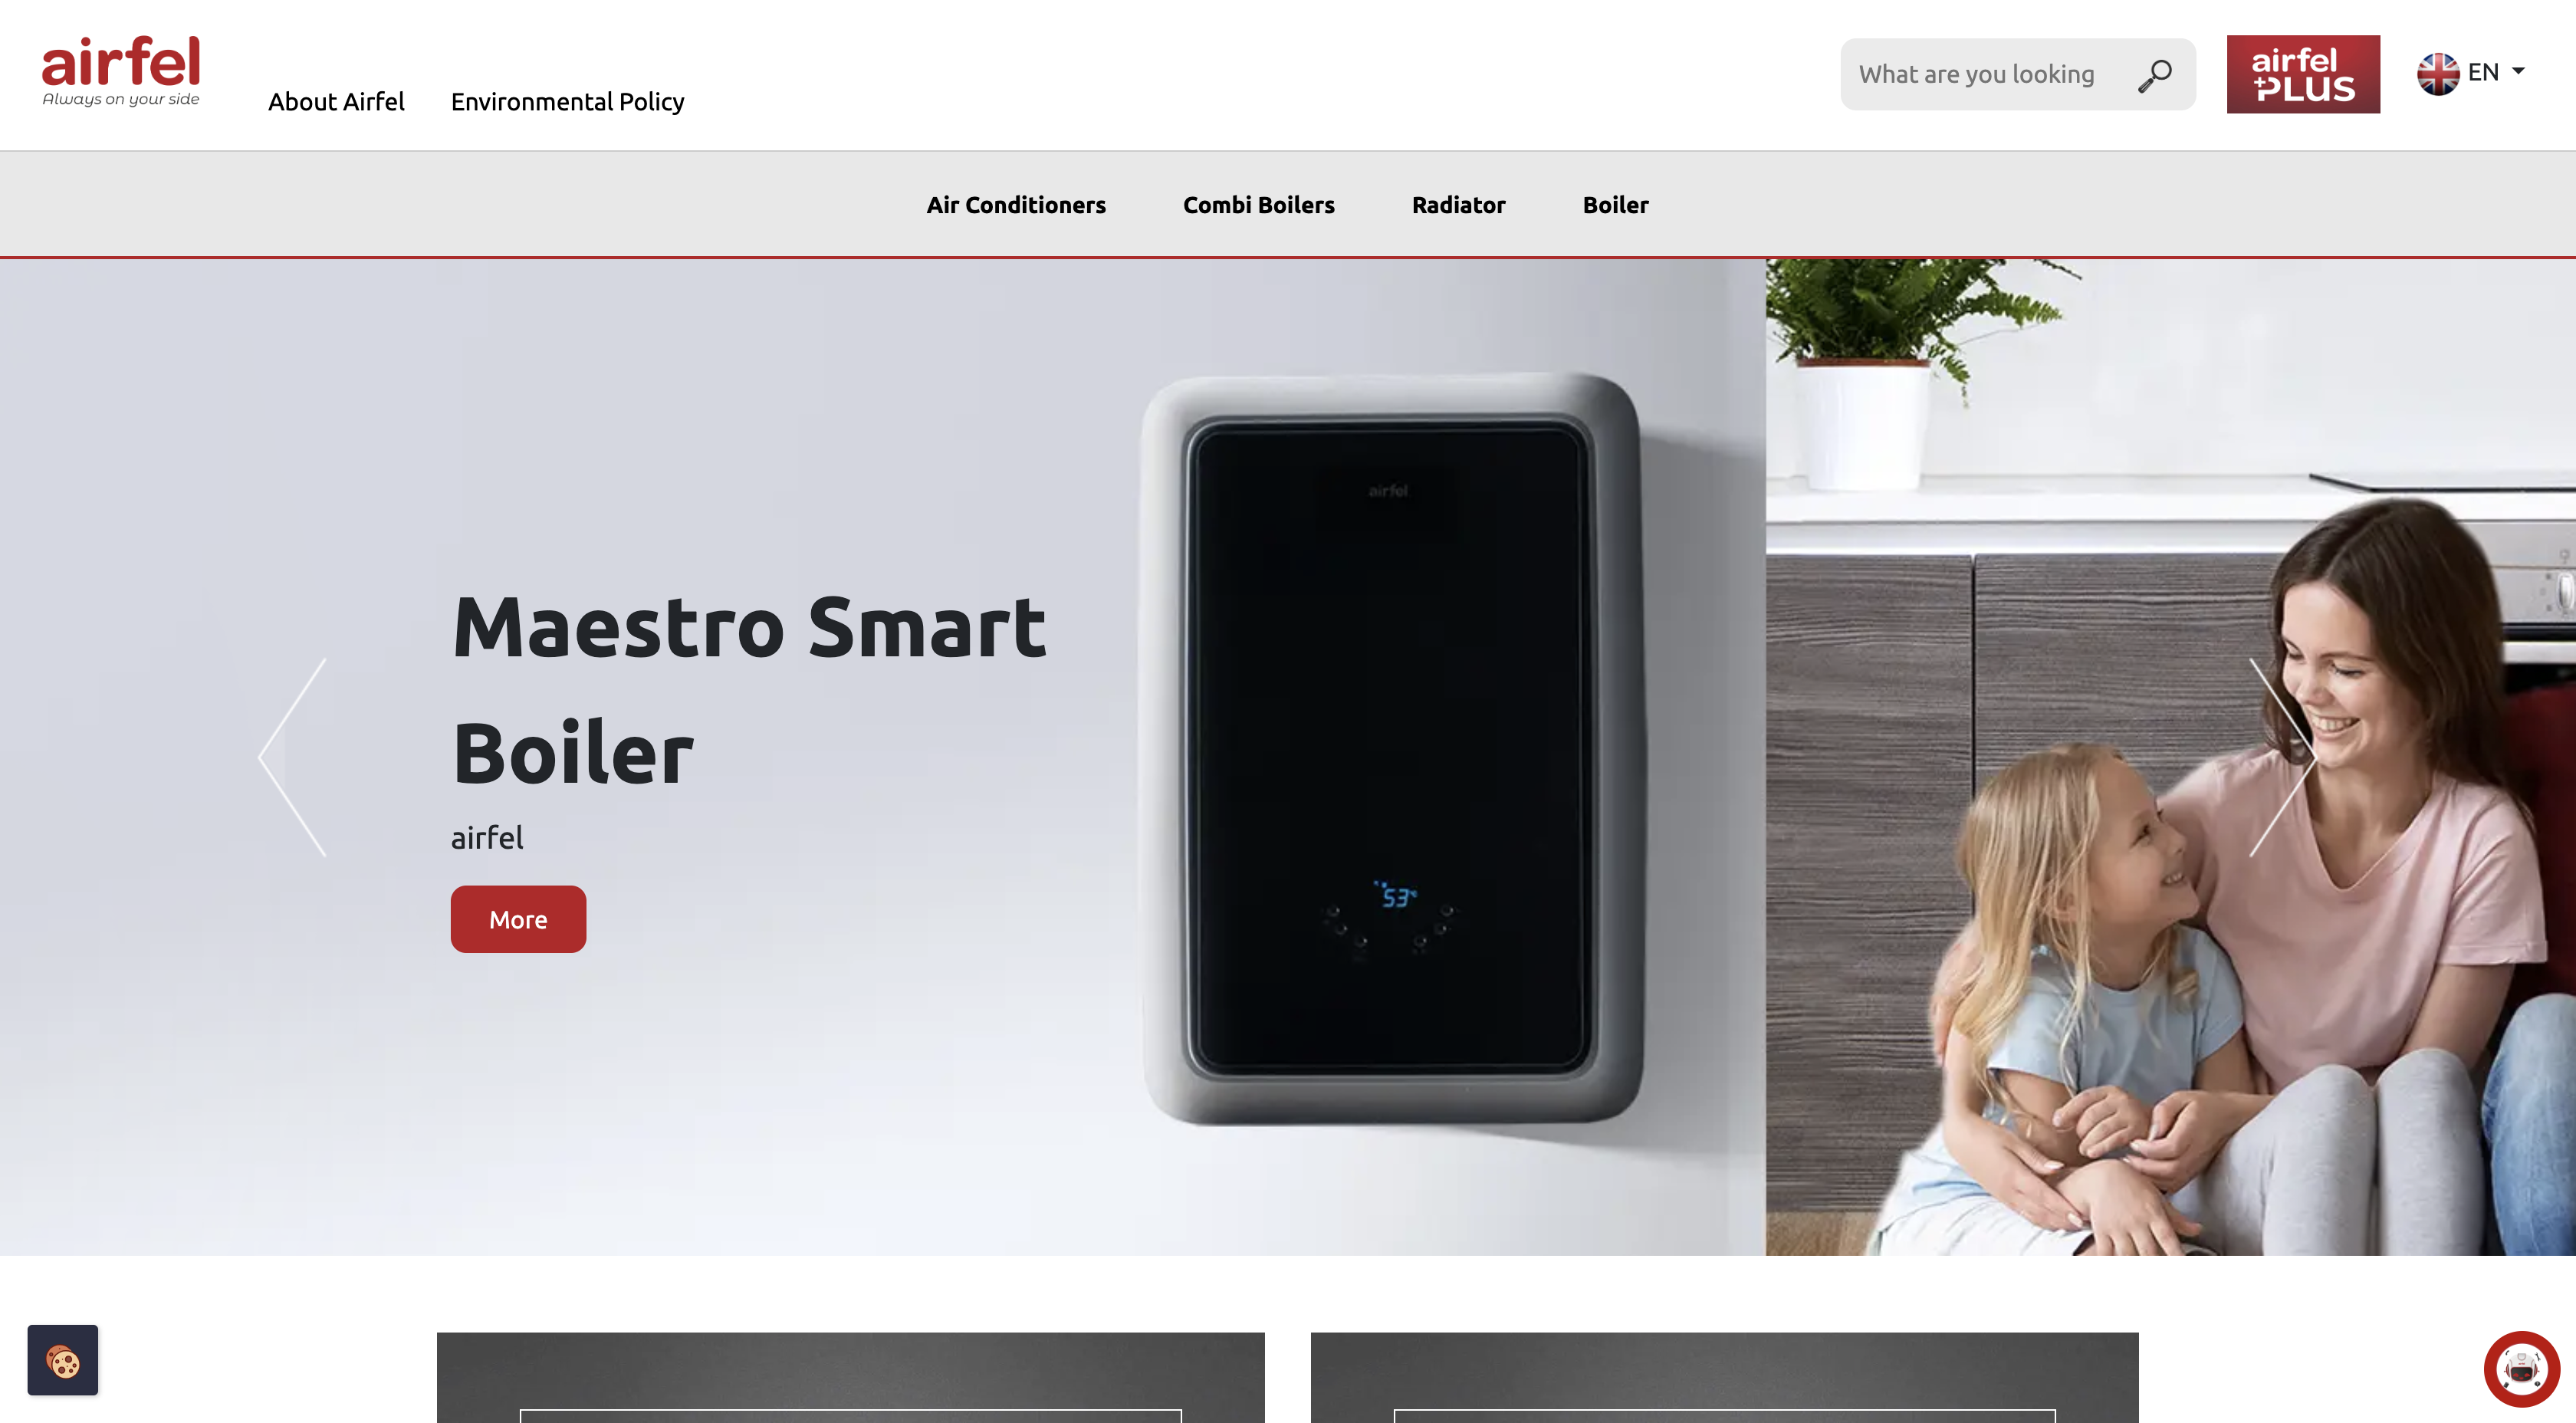 airfel
Always on your side
About Airfel
Environmental Policy
What are you looking
airfel
+PLUS
EN
Air Conditioners
Combi Boilers
Radiator
Boiler
airfel
Maestro Smart
Boiler
airfel
More
53